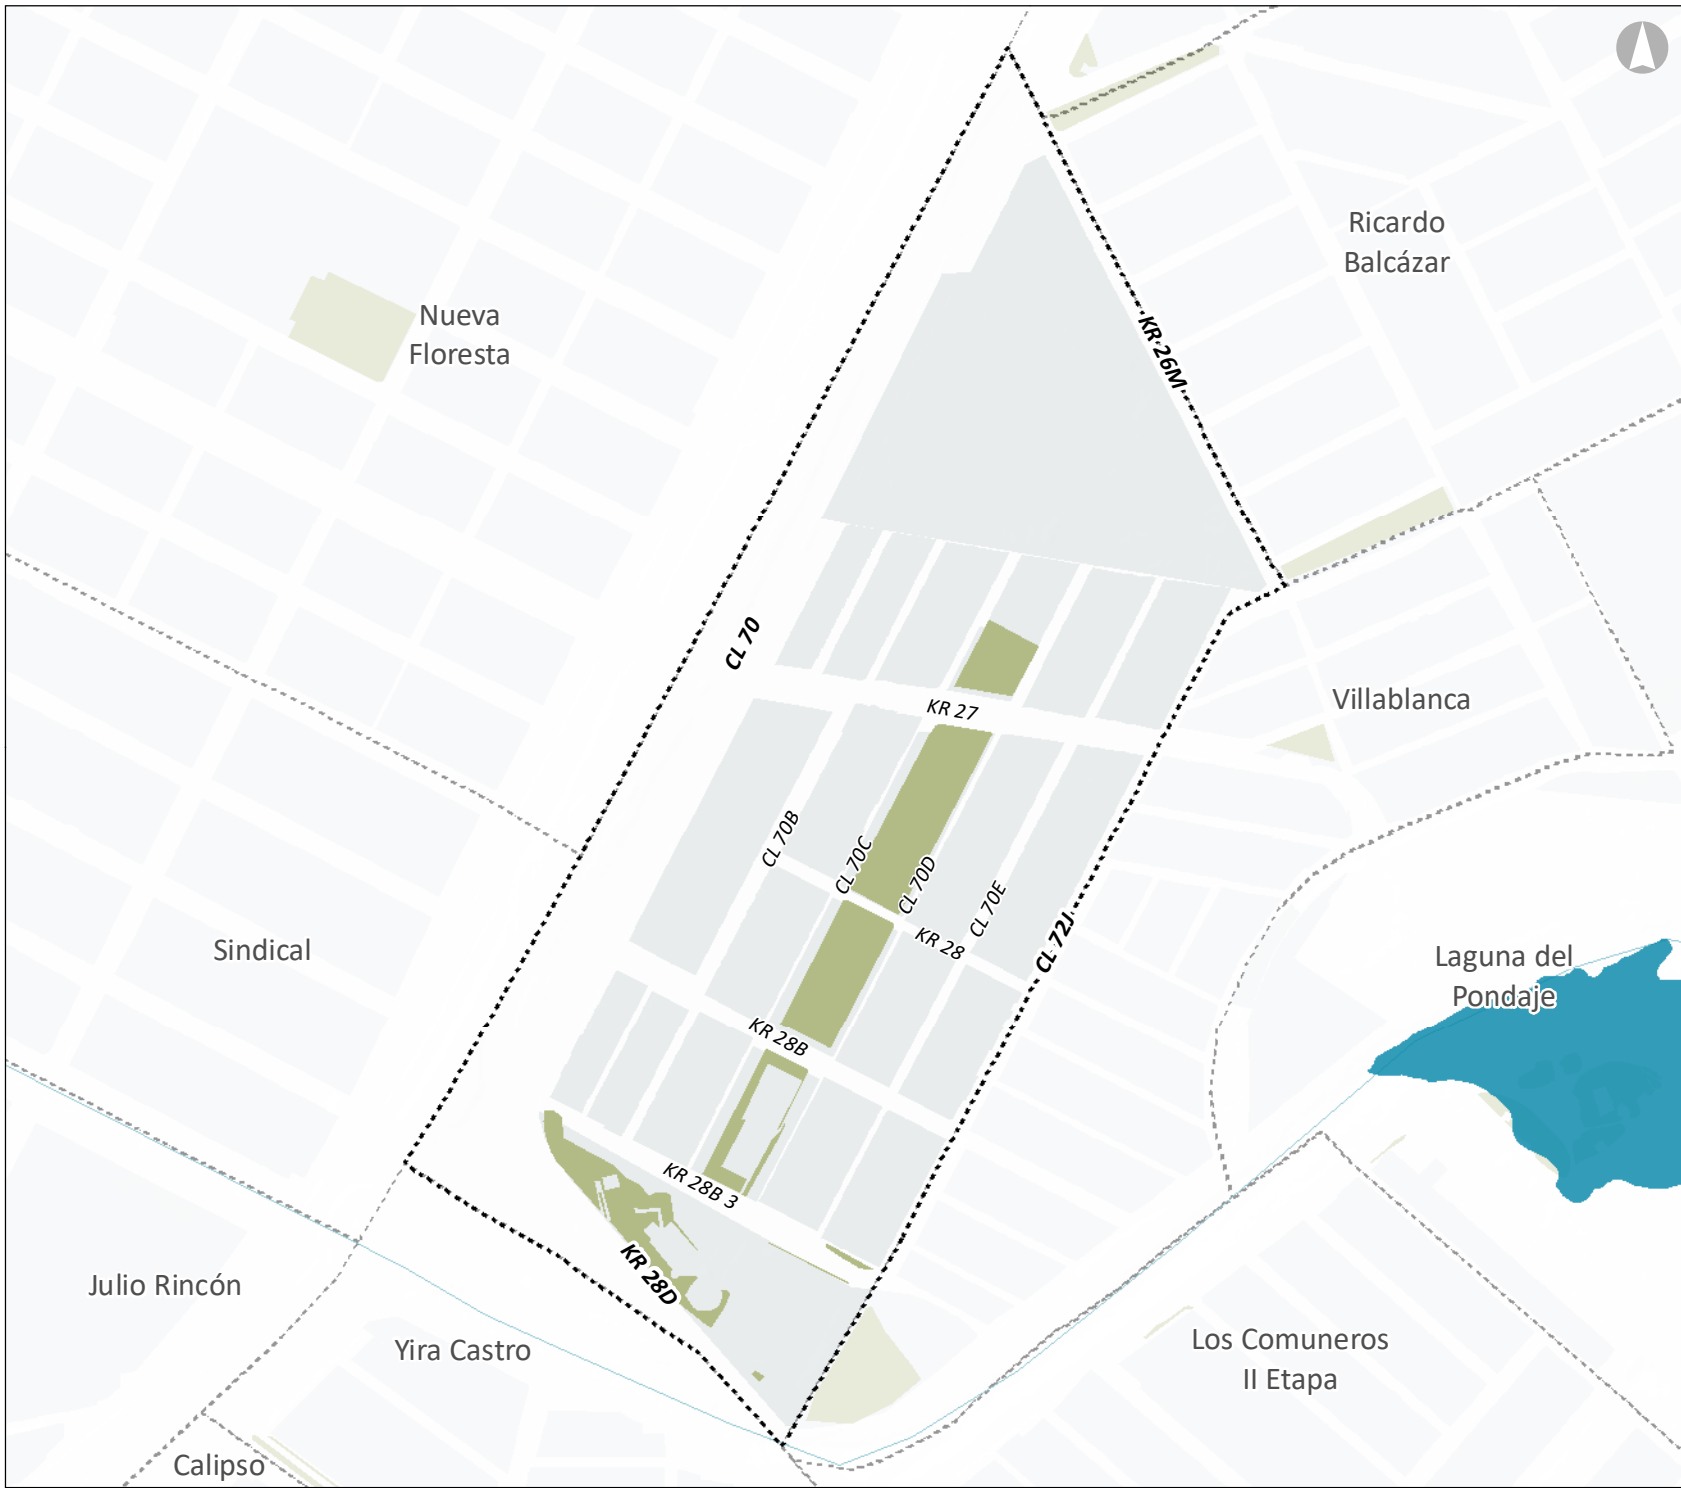 Ricardo
Balcázar
Nueva
Floresta
KR 26M
CL 70
KR 27
Villablanca
CL 70B
CL 70C
CL 70D
CL 70E
KR 28
CL 72J
Sindical
Laguna del
Pondaje
KR 28B
KR 28B 3
KR 28D
Julio Rincón
Yira Castro
Los Comuneros
II Etapa
Calipso